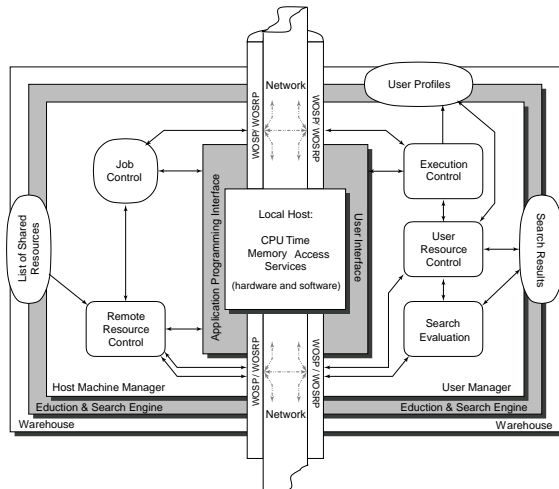 Network
WOSP/WOSRP
WOSP/WOSRP
User Profiles
Job
Control
Execution
Control
Application Programming Interface
User Interface
Local Host:
CPU Time
Memory Access
Services
(hardware and software)
List of Shared
Resources
User
Resource
Control
Search Results
Remote
Resource
Control
Search
Evaluation
WOSP / WOSRP
WOSP / WOSRP
Host Machine Manager
User Manager
Network
Eduction & Search Engine
Eduction & Search Engine
Warehouse
Warehouse